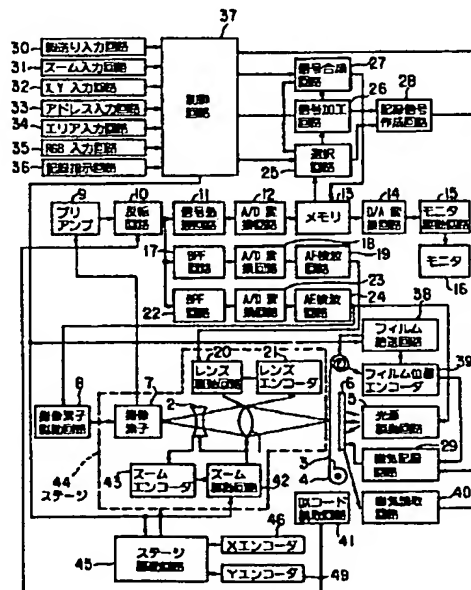 37
30 駒送り入力回路
31 ズーム入力回路
32 X,Y 入力回路
33 アドレス入力回路
34 エリア入力回路
35 RGB 入力回路
36 記録指示回路
制御回路
信号合成回路 27
信号加工回路 26
選択回路
25
28
記録信号作成回路
9
プリアンプ
10
反転回路
11
信号処理回路
12
A/D 変換回路
13
メモリ
14
D/A 変換回路
15
モニタ駆動回路
モニタ
16
17
BPF 回路
18
A/D 変換回路
AF検波回路
19
22
BPF 回路
23
A/D 変換回路
24
AE検波回路
38
フィルム給送回路
フィルム位置エンコーダ
39
20
レンズ駆動回路
21
レンズエンコーダ
8
撮像素子駆動回路
7
撮像素子
2
6
5
光源駆動回路
29
磁気記録回路
3
4
40
磁気読取回路
44
ステージ
43
ズームエンコーダ
ズーム駆動回路
42
DXコード読取回路
41
45
ステージ駆動回路
46
Xエンコーダ
Yエンコーダ
49